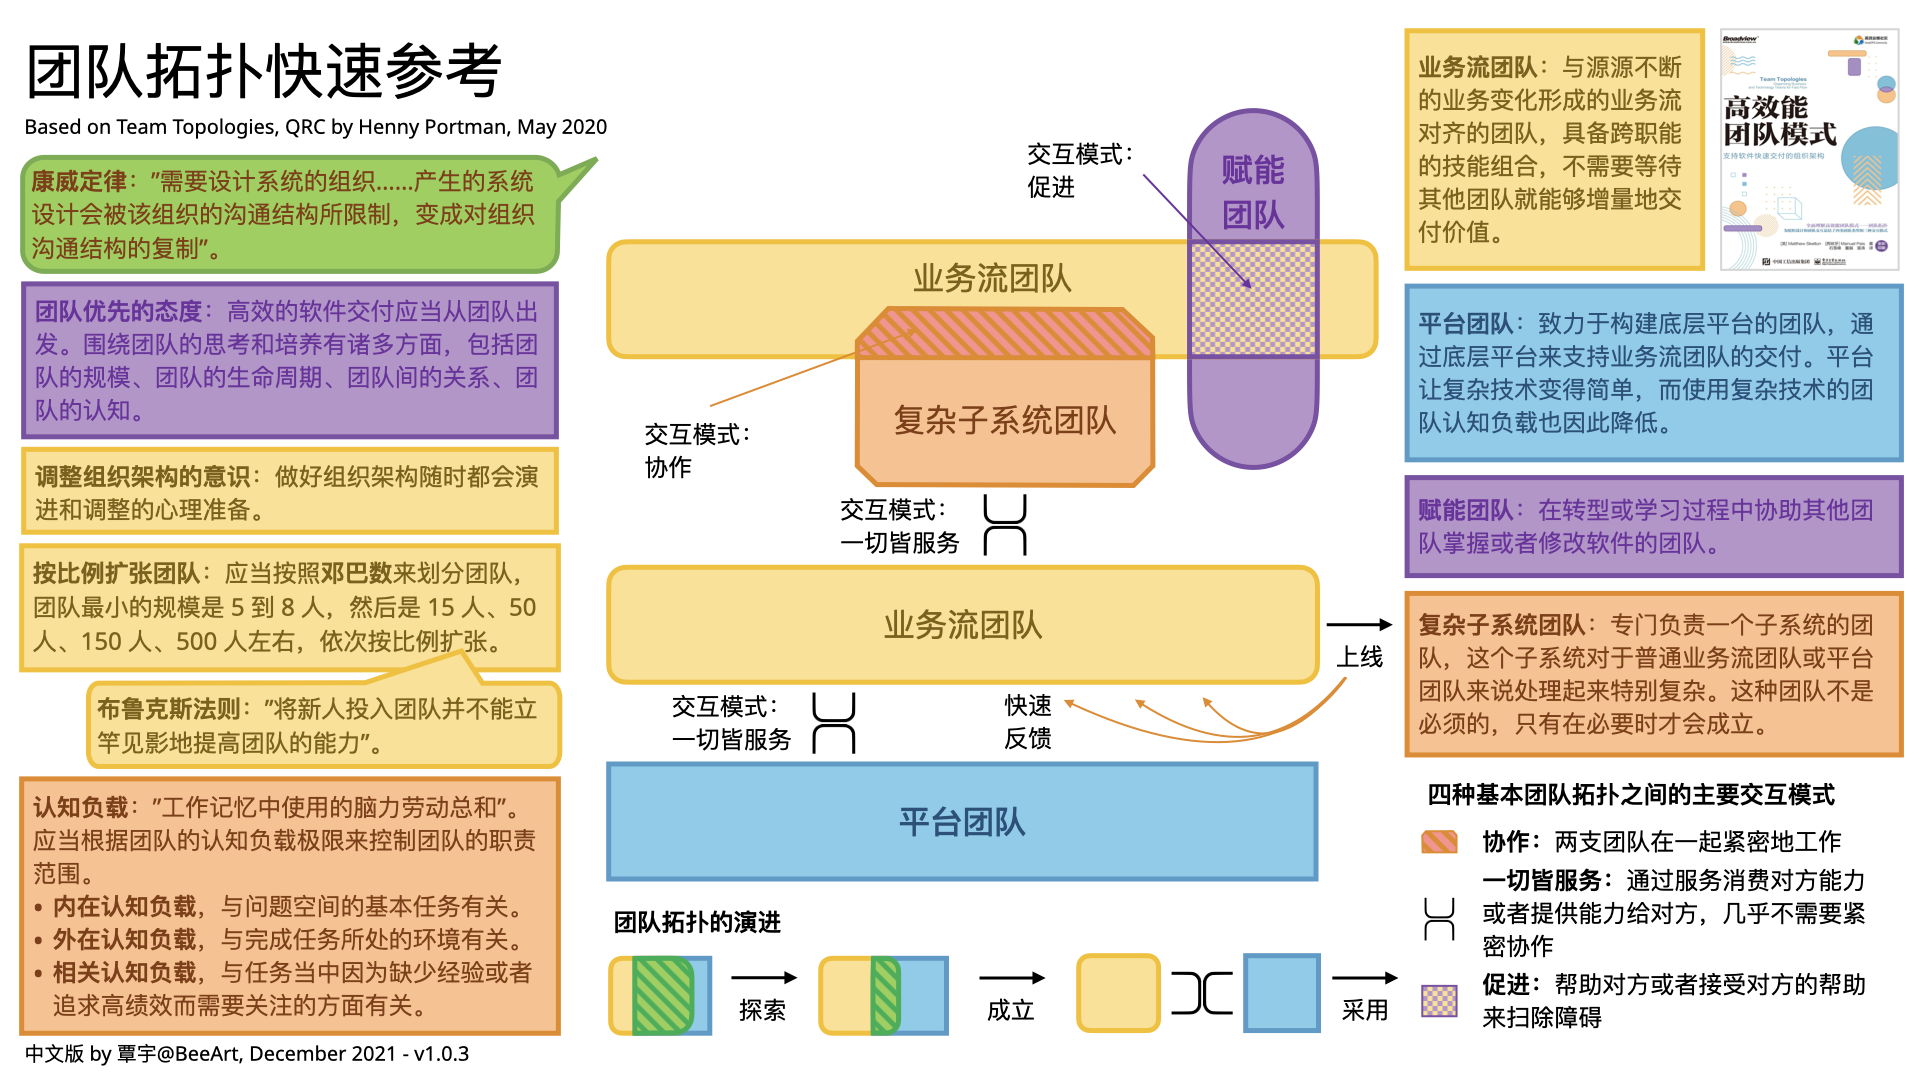 团队拓扑快速参考
Based on Team Topologies, QRC by Henny Portman, May 2020
康威定律：”需要设计系统的组织……产生的系统
设计会被该组织的沟通结构所限制，变成对组织
沟通结构的复制”。
团队优先的态度：高效的软件交付应当从团队出
发。围绕团队的思考和培养有诸多方面，包括团
队的规模、团队的生命周期、团队间的关系、团
队的认知。
调整组织架构的意识：做好组织架构随时都会演
进和调整的心理准备。
按比例扩张团队：应当按照邓巴数来划分团队，
团队最小的规模是 5 到 8 人，然后是 15 人、50
人、150 人、500 人左右，依次按比例扩张。
布鲁克斯法则：”将新人投入团队并不能立
竿见影地提高团队的能力”。
认知负载：”工作记忆中使用的脑力劳动总和”。
应当根据团队的认知负载极限来控制团队的职责
范围。
• 内在认知负载，与问题空间的基本任务有关。
• 外在认知负载，与完成任务所处的环境有关。
• 相关认知负载，与任务当中因为缺少经验或者
追求高绩效而需要关注的方面有关。
中文版 by 覃宇@BeeArt, December 2021 - v1.0.3
交互模式：
促进
赋能
团队
业务流团队
复杂子系统团队
交互模式：
协作
交互模式：
一切皆服务
业务流团队
上线
交互模式：
一切皆服务
快速
反馈
平台团队
团队拓扑的演进
探索
成立
采用
业务流团队：与源源不断
的业务变化形成的业务流
对齐的团队，具备跨职能
的技能组合，不需要等待
其他团队就能够增量地交
付价值。
Broadview
Team Topologies
高效能
团队模式
支持软件快速交付的组织架构
平台团队：致力于构建底层平台的团队，通
过底层平台来支持业务流团队的交付。平台
让复杂技术变得简单，而使用复杂技术的团
队认知负载也因此降低。
赋能团队：在转型或学习过程中协助其他团
队掌握或者修改软件的团队。
复杂子系统团队：专门负责一个子系统的团
队，这个子系统对于普通业务流团队或平台
团队来说处理起来特别复杂。这种团队不是
必须的，只有在必要时才会成立。
四种基本团队拓扑之间的主要交互模式
协作：两支团队在一起紧密地工作
一切皆服务：通过服务消费对方能力
或者提供能力给对方，几乎不需要紧
密协作
促进：帮助对方或者接受对方的帮助
来扫除障碍